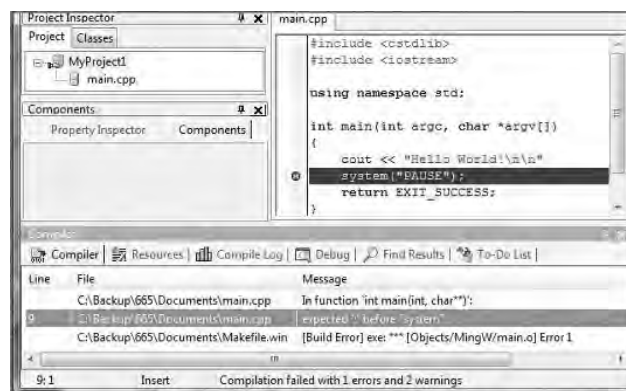 Project Inspector
Project Classes
MyProject1
main.cpp
Components
Property Inspector Components
main.cpp
#include <cstdlib>
#include <iostream>
using namespace std;
int main(int argc, char *argv[])
{
cout << "Hello World!\n\n"
system("PAUSE");
return EXIT_SUCCESS;
}
Compiler
Compiler Resources Compile Log Debug Find Results To-Do List
Line File Message
C:\Backup\665\Documents\main.cpp In function 'int main(int, char**)':
9 C:\Backup\665\Documents\main.cpp expected ';' before "system"
C:\Backup\665\Documents\Makefile.win [Build Error] exe: *** [Objects/MingW/main.o] Error 1
9: 1 Insert Compilation failed with 1 errors and 2 warnings